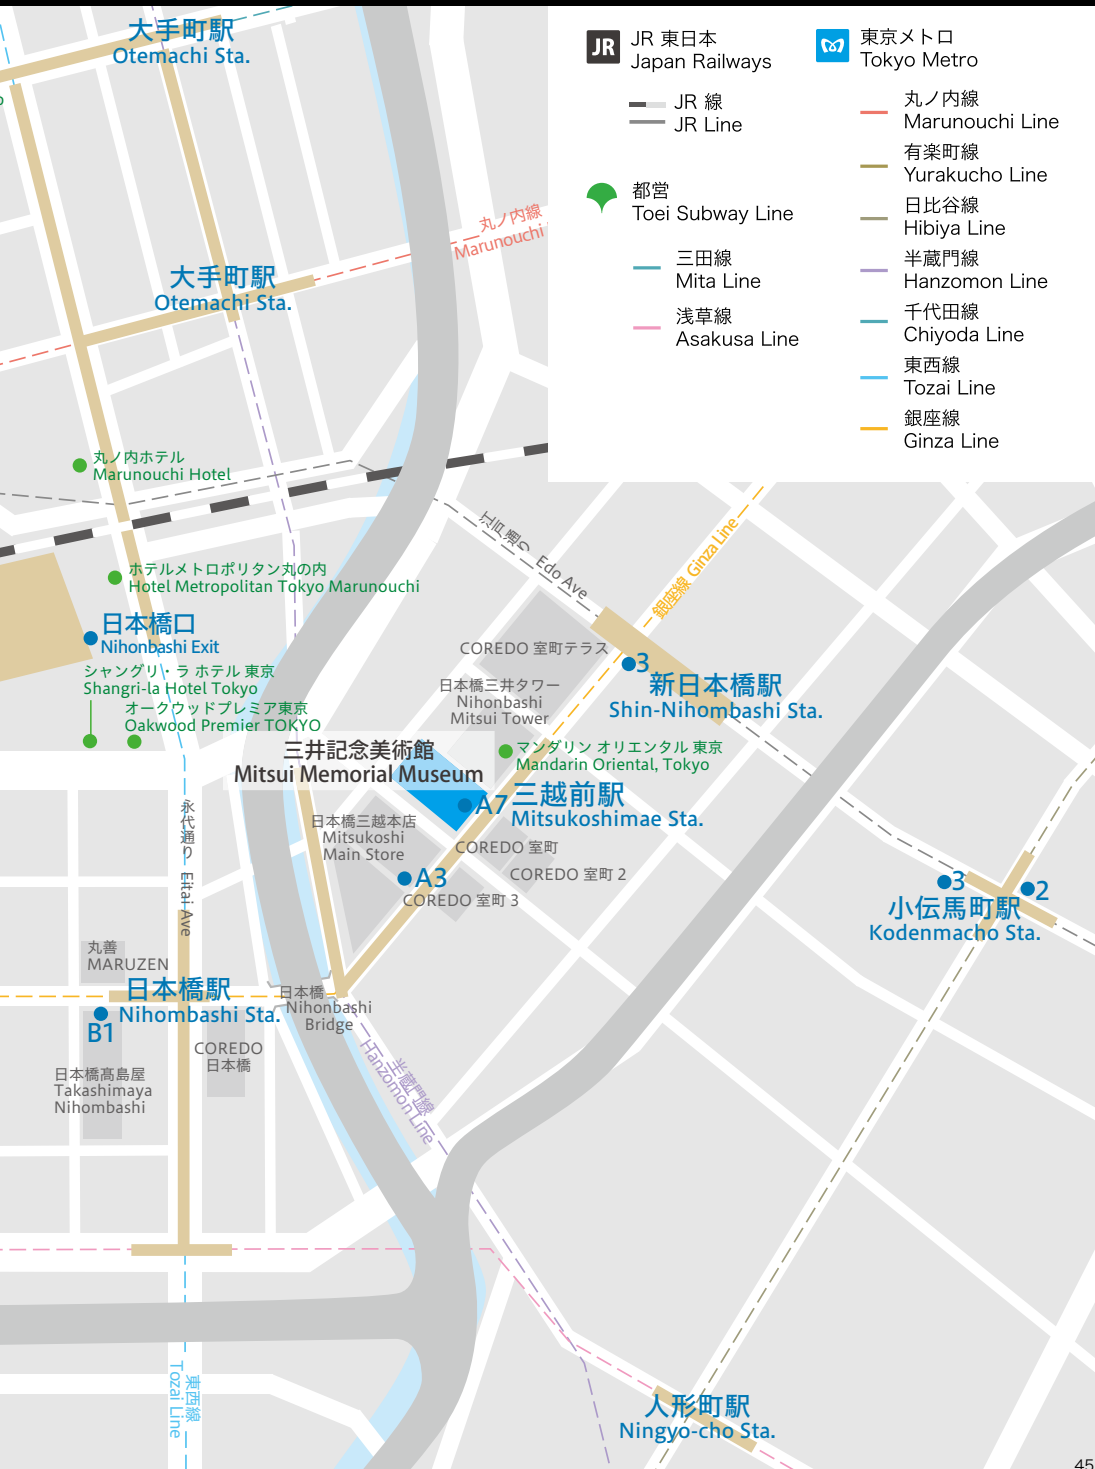 大手町駅
Otemachi Sta.
JR
JR 東日本
Japan Railways
JR 線
JR Line
都営
Toei Subway Line
三田線
Mita Line
浅草線
Asakusa Line
東京メトロ
Tokyo Metro
丸ノ内線
Marunouchi Line
有楽町線
Yurakucho Line
日比谷線
Hibiya Line
半蔵門線
Hanzomon Line
千代田線
Chiyoda Line
東西線
Tozai Line
銀座線
Ginza Line
丸ノ内線
Marunouchi
大手町駅
Otemachi Sta.
丸ノ内ホテル
Marunouchi Hotel
江戸通り Edo Ave
銀座線 Ginza Line
ホテルメトロポリタン丸の内
Hotel Metropolitan Tokyo Marunouchi
日本橋口
Nihonbashi Exit
シャングリ・ラ ホテル 東京
Shangri-la Hotel Tokyo
オークウッドプレミア東京
Oakwood Premier TOKYO
COREDO 室町テラス
3
新日本橋駅
Shin-Nihombashi Sta.
日本橋三井タワー
Nihonbashi
Mitsui Tower
三井記念美術館
Mitsui Memorial Museum
マンダリン オリエンタル 東京
Mandarin Oriental, Tokyo
A7
三越前駅
Mitsukoshimae Sta.
日本橋三越本店
Mitsukoshi
Main Store
COREDO 室町
COREDO 室町 2
A3
COREDO 室町 3
永代通り Eitai Ave
3
2
小伝馬町駅
Kodenmacho Sta.
丸善
MARUZEN
日本橋駅
Nihombashi Sta.
B1
日本橋
Nihonbashi
Bridge
COREDO
日本橋
日本橋髙島屋
Takashimaya
Nihombashi
半蔵門線
Hanzomon Line
東西線
Tozai Line
人形町駅
Ningyo-cho Sta.
45